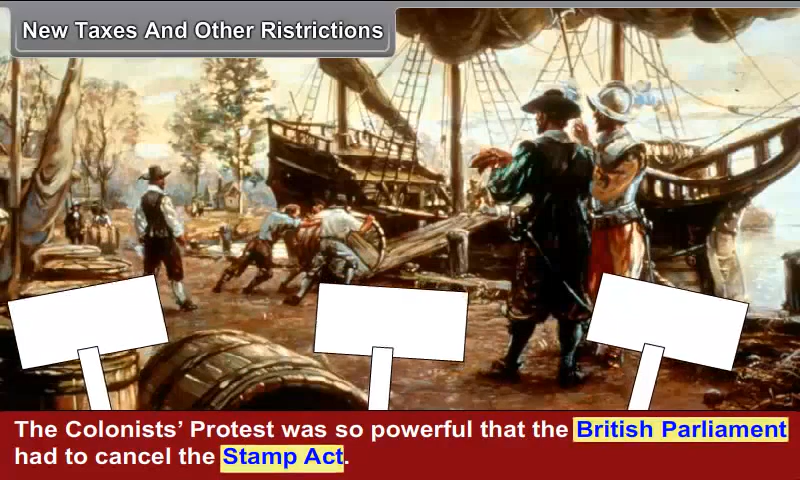 New Taxes And Other Ristrictions
The Colonists’ Protest was so powerful that the British Parliament
had to cancel the Stamp Act.